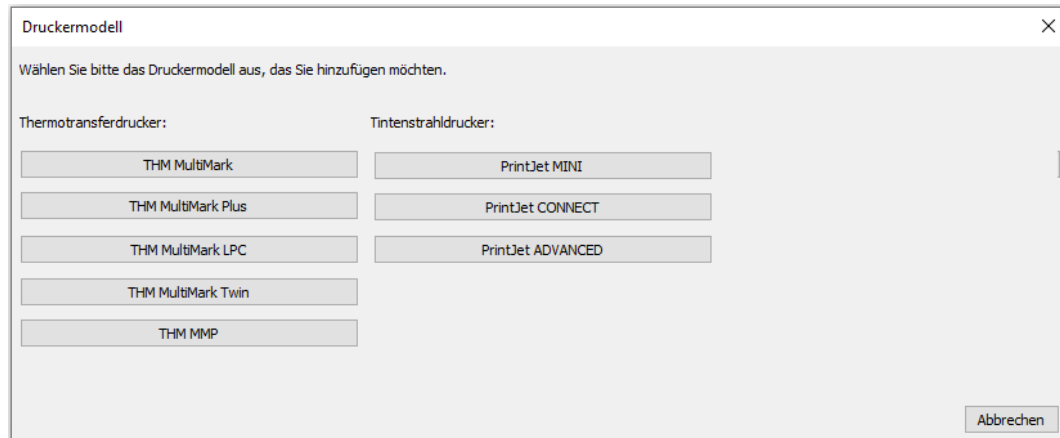 Druckermodell
Wählen Sie bitte das Druckermodell aus, das Sie hinzufügen möchten.
Thermotransferdrucker:
THM MultiMark
THM MultiMark Plus
THM MultiMark LPC
THM MultiMark Twin
THM MMP
Tintenstrahldrucker:
PrintJet MINI
PrintJet CONNECT
PrintJet ADVANCED
Abbrechen